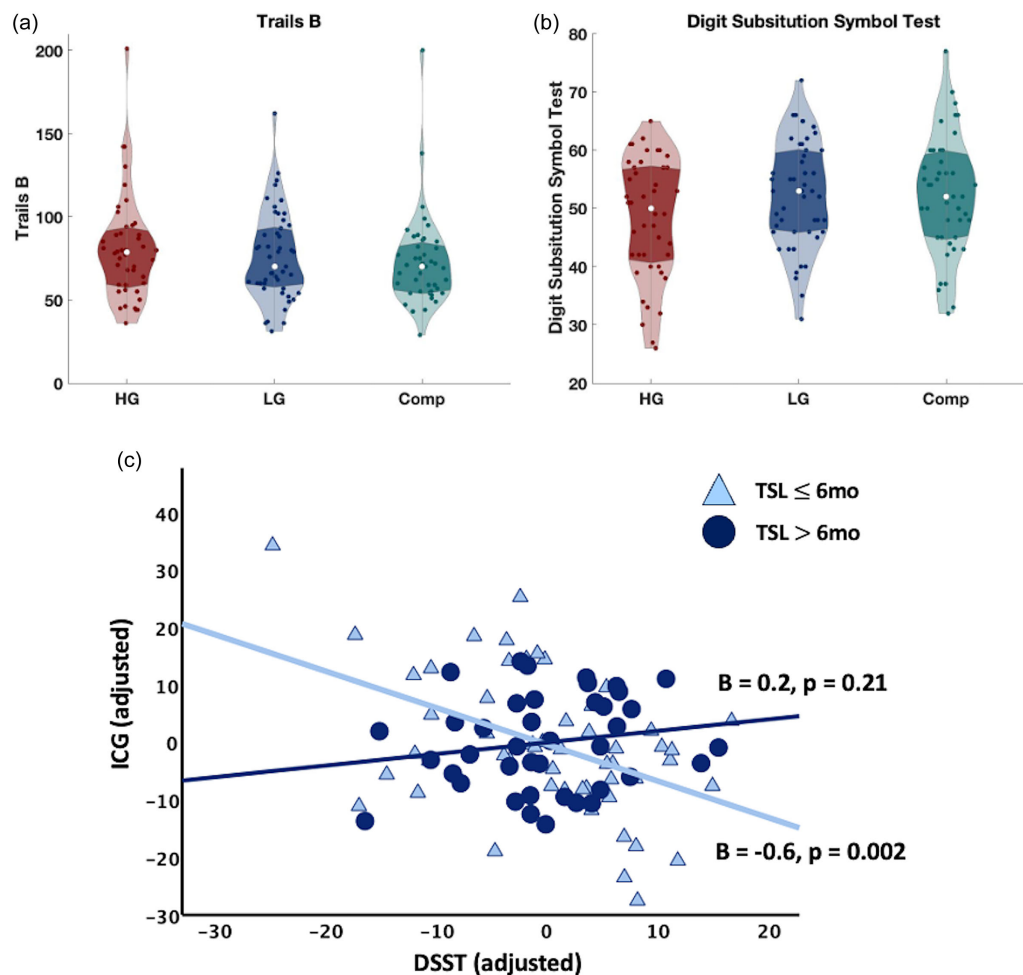 (a)
Trails B
Trails B
200
150
100
50
0
HG
LG
Comp
(b)
Digit Subsitution Symbol Test
Digit Subsitution Symbol Test
80
70
60
50
40
30
20
HG
LG
Comp
(c)
TSL ≤ 6mo
TSL > 6mo
ICG (adjusted)
40
30
20
10
0
−10
−20
−30
B = 0.2, p = 0.21
B = -0.6, p = 0.002
−30
−20
−10
0
10
20
DSST (adjusted)